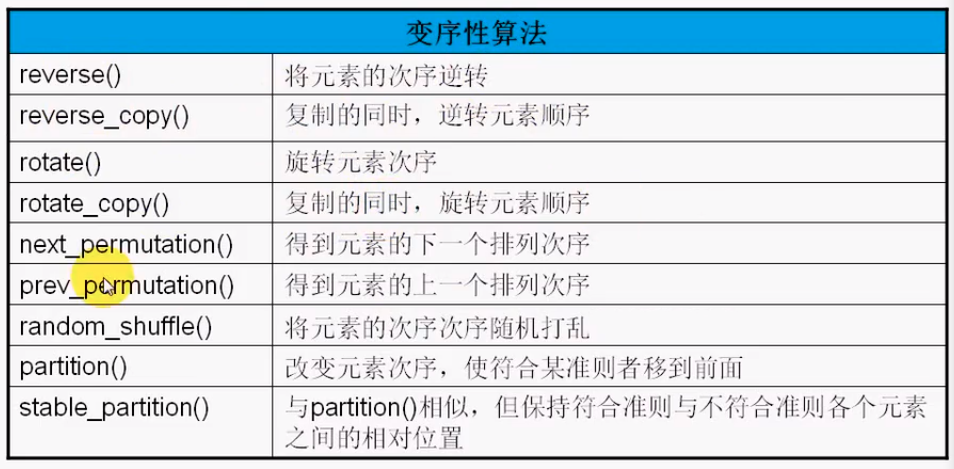 变序性算法
reverse() 将元素的次序逆转
reverse_copy() 复制的同时，逆转元素顺序
rotate() 旋转元素次序
rotate_copy() 复制的同时，旋转元素顺序
next_permutation() 得到元素的下一个排列次序
prev_permutation() 得到元素的上一个排列次序
random_shuffle() 将元素的次序次序随机打乱
partition() 改变元素次序，使符合某准则者移到前面
stable_partition() 与partition()相似，但保持符合准则与不符合准则各个元素
之间的相对位置